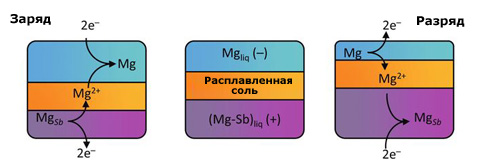 Заряд
2e⁻
Mg
Mg²⁺
Mg_Sb
2e⁻
Mg_liq (–)
Расплавленная
соль
(Mg-Sb)_liq (+)
Разряд
2e⁻
Mg
Mg²⁺
Mg_Sb
2e⁻